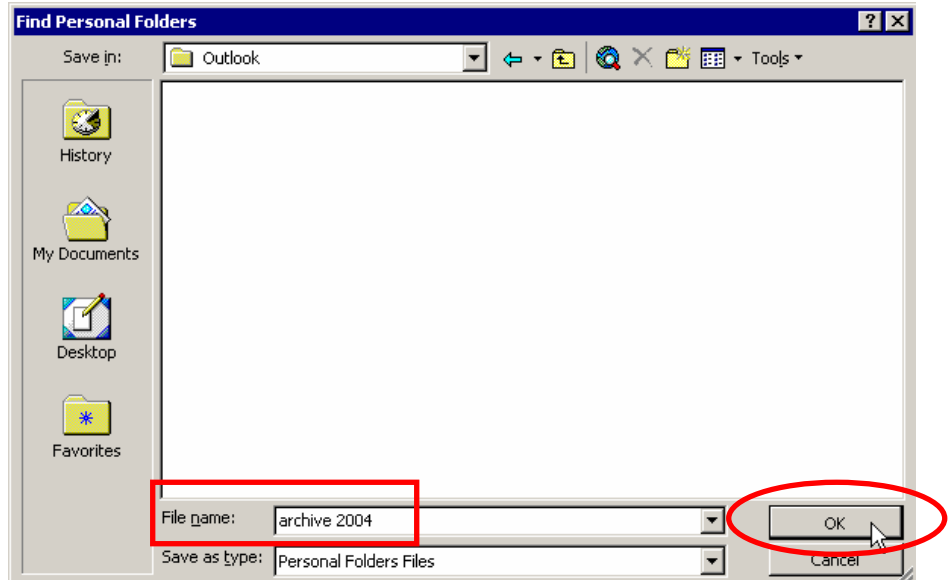 Find Personal Folders
Save in: Outlook Tools
History
My Documents
Desktop
Favorites
File name: archive 2004 OK
Save as type: Personal Folders Files Cancel